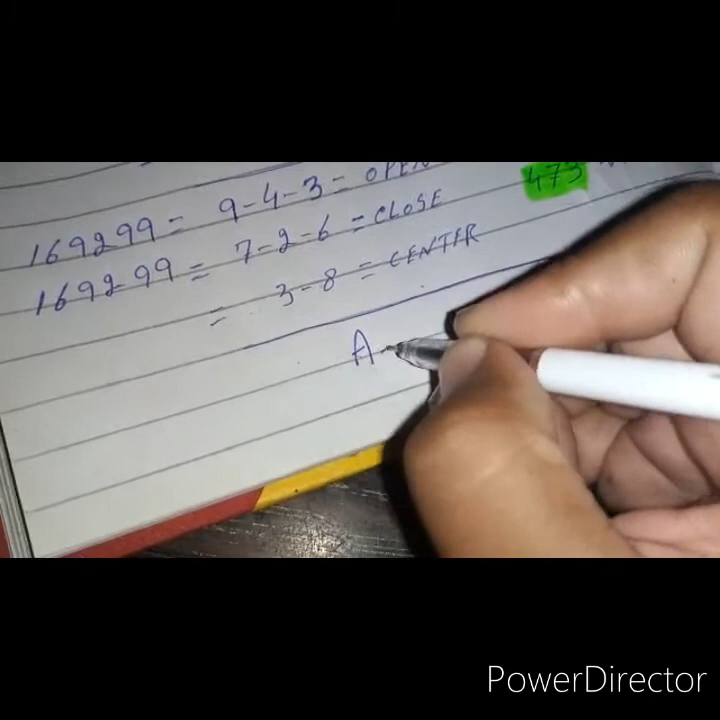 169299 = 9-4-3 = OPEN
473
169299 = 7-2-6 = CLOSE
= 3-8 = CENTER
A-
PowerDirector